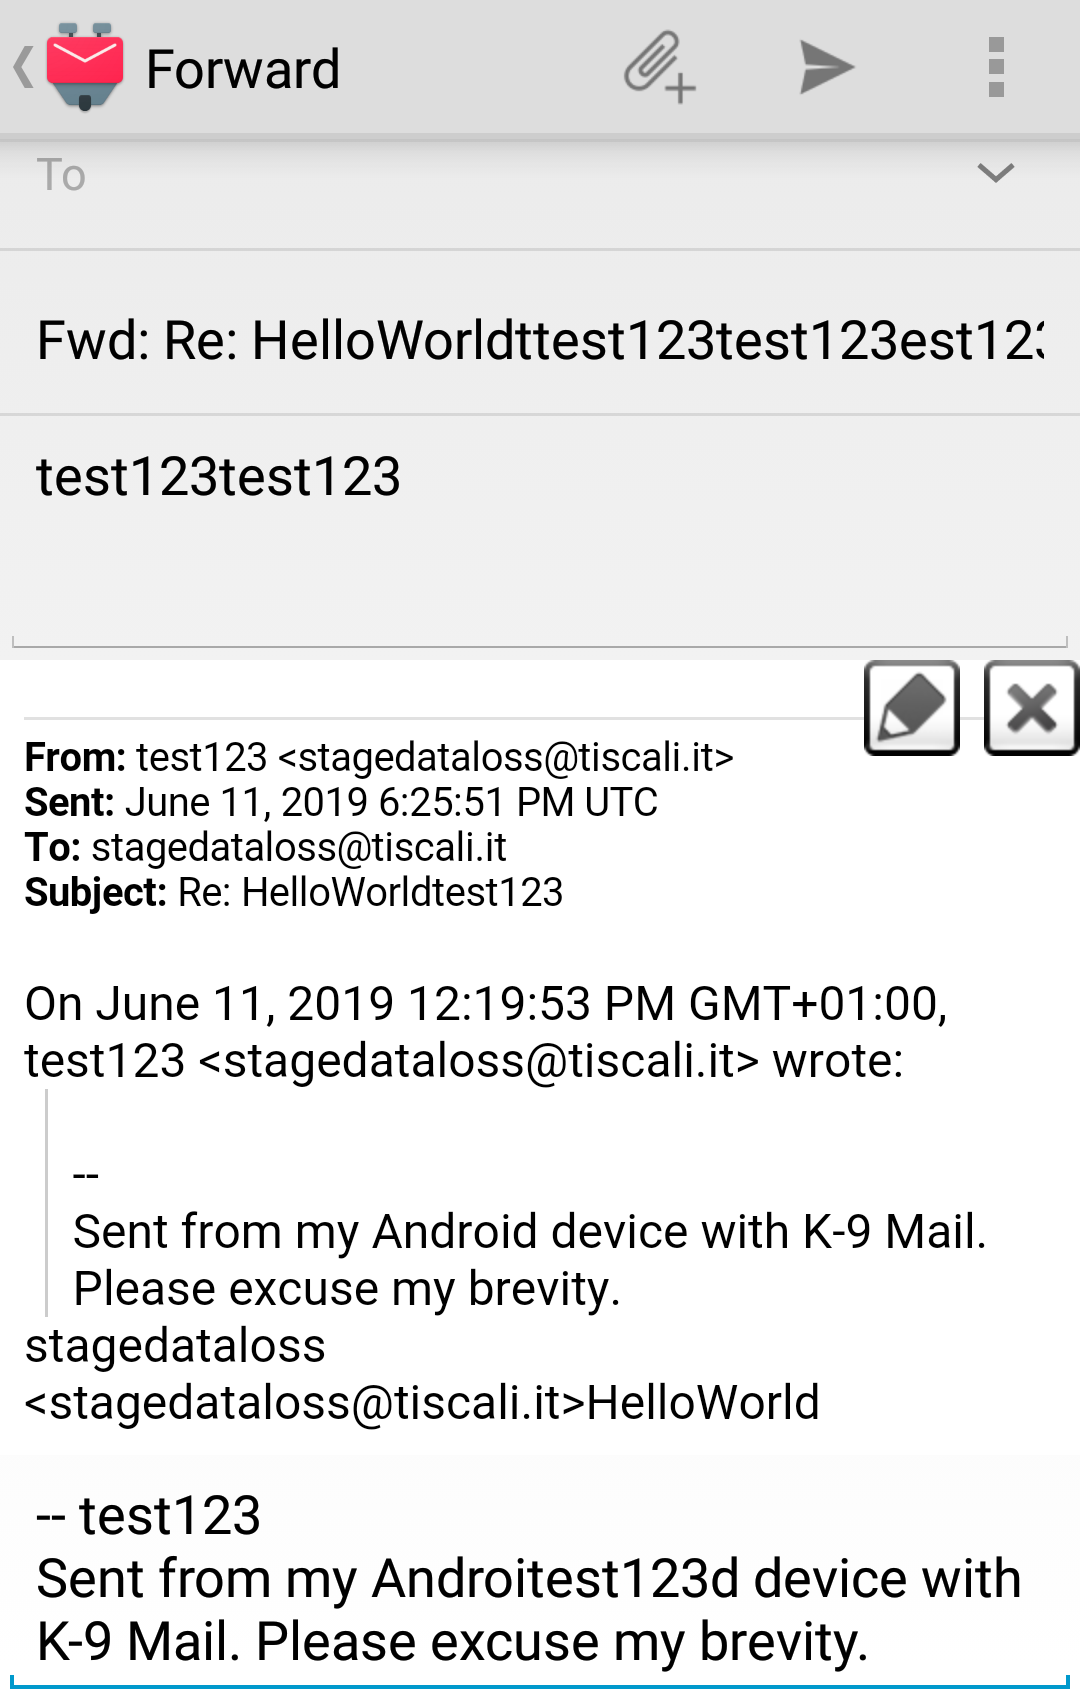 Forward
To
Fwd: Re: HelloWorldttest123test123est123
test123test123
From: test123 <stagedataloss@tiscali.it>
Sent: June 11, 2019 6:25:51 PM UTC
To: stagedataloss@tiscali.it
Subject: Re: HelloWorldtest123
On June 11, 2019 12:19:53 PM GMT+01:00,
test123 <stagedataloss@tiscali.it> wrote:
--
Sent from my Android device with K-9 Mail.
Please excuse my brevity.
stagedataloss
<stagedataloss@tiscali.it>HelloWorld
-- test123
Sent from my Androitest123d device with
K-9 Mail. Please excuse my brevity.